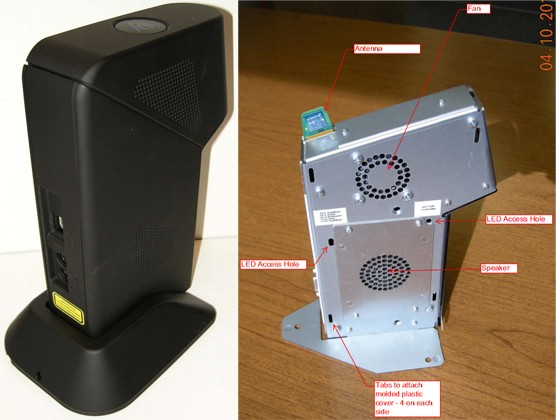 Fan
04.10.201
Antenna
LED Access Hole
LED Access Hole
Speaker
Tabs to attach
molded plastic
cover - 4 on each
side